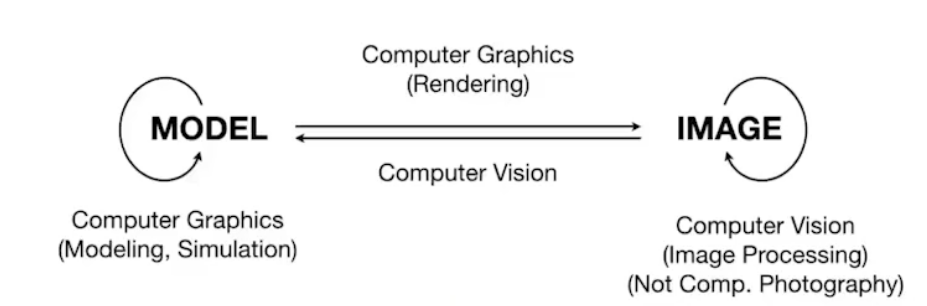 Computer Graphics
(Rendering)
MODEL
IMAGE
Computer Vision
Computer Graphics
(Modeling, Simulation)
Computer Vision
(Image Processing)
(Not Comp. Photography)